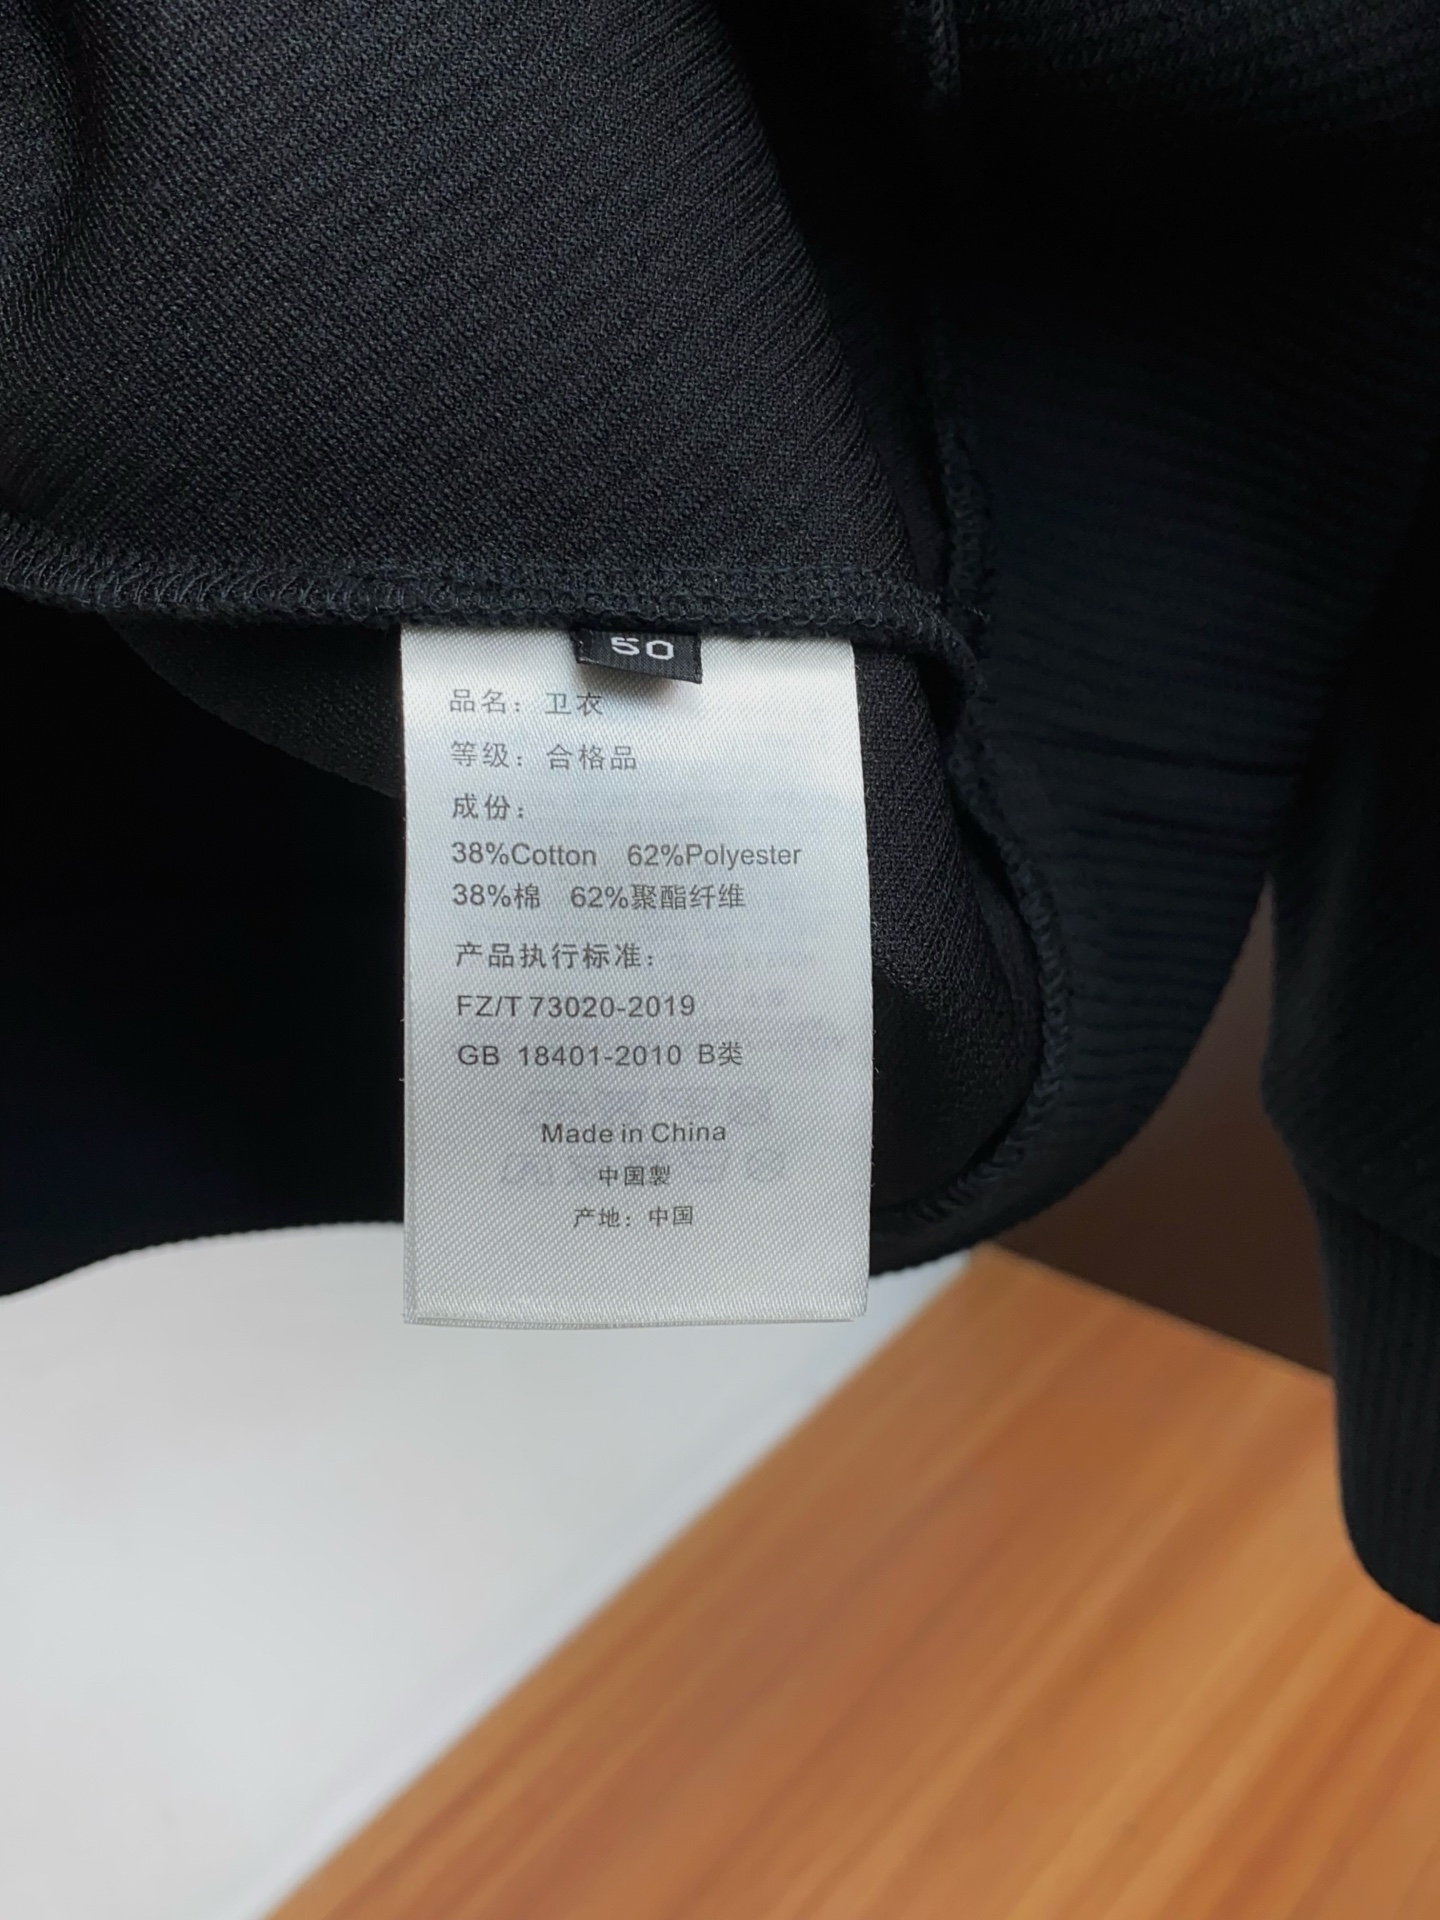 50
品名：卫衣
等级：合格品
成份：
38%Cotton 62%Polyester
38%棉 62%聚酯纤维
产品执行标准：
FZ/T 73020-2019
GB 18401-2010 B类
Made in China
中国製
产地：中国